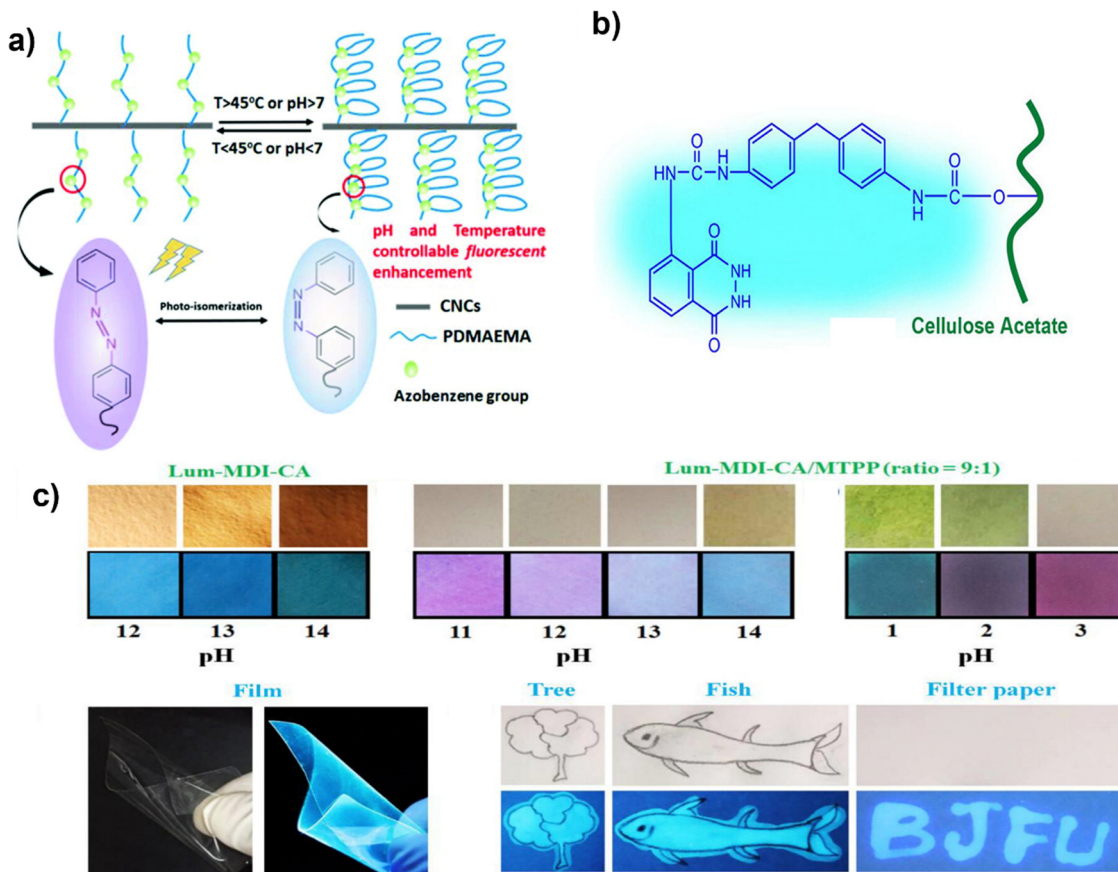 a)
T>45°C or pH>7
T<45°C or pH<7
pH and Temperature
controllable fluorescent
enhancement
Photo-isomerization
CNCs
PDMAEMA
Azobenzene group
N
N
N
N
b)
O
H
N
C
NH
N
H
O
C
O
HN
O
NH
NH
O
Cellulose Acetate
c)
Lum-MDI-CA
Lum-MDI-CA/MTPP (ratio = 9:1)
12 13 14
pH
11 12 13 14
pH
1 2 3
pH
Film
Tree
Fish
Filter paper
BJFU